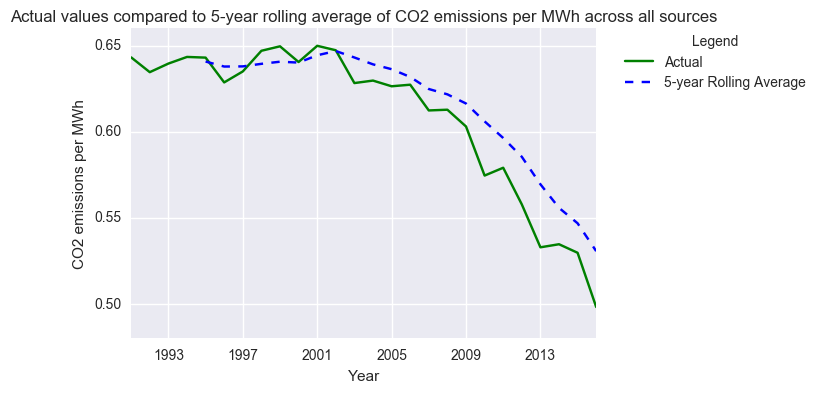 Actual values compared to 5-year rolling average of CO2 emissions per MWh across all sources
Legend
Actual
5-year Rolling Average
CO2 emissions per MWh
0.65
0.60
0.55
0.50
1993 1997 2001 2005 2009 2013
Year